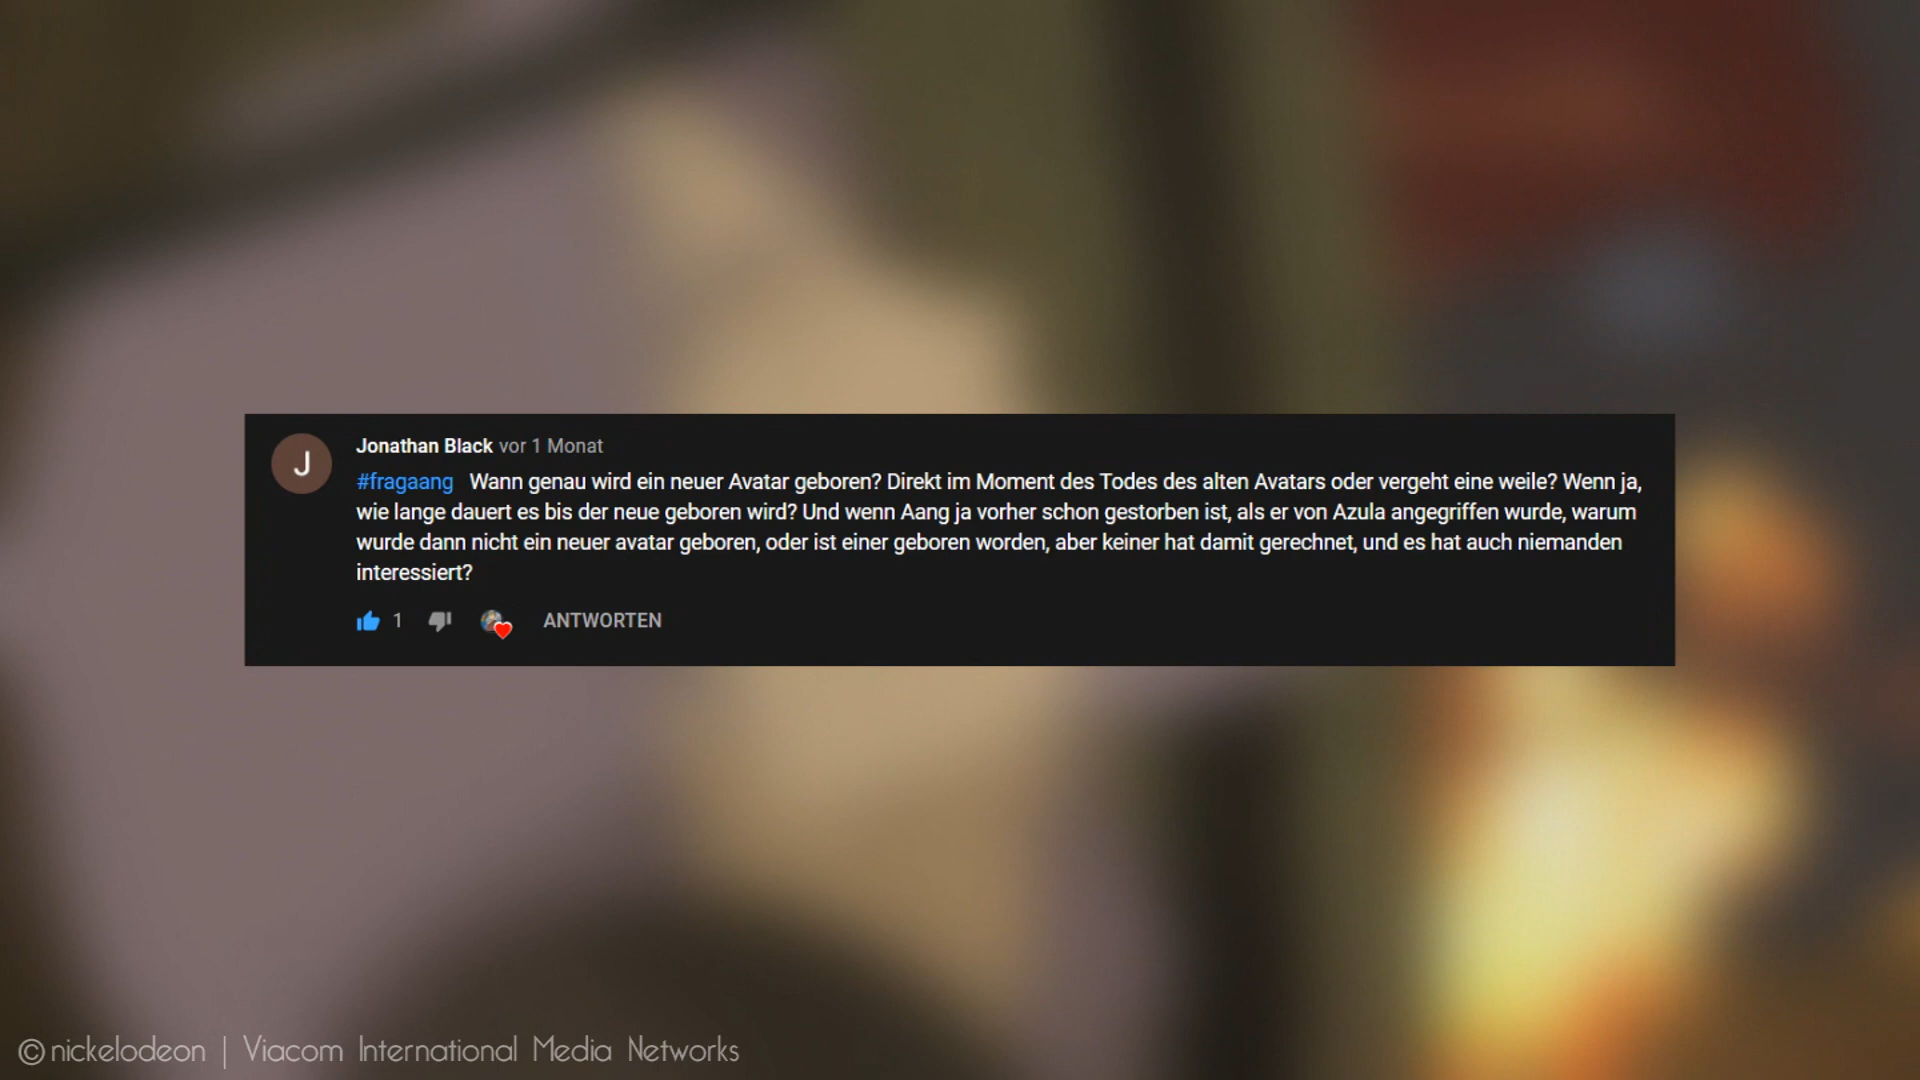 J
Jonathan Black vor 1 Monat
#fragaang Wann genau wird ein neuer Avatar geboren? Direkt im Moment des Todes des alten Avatars oder vergeht eine weile? Wenn ja,
wie lange dauert es bis der neue geboren wird? Und wenn Aang ja vorher schon gestorben ist, als er von Azula angegriffen wurde, warum
wurde dann nicht ein neuer avatar geboren, oder ist einer geboren worden, aber keiner hat damit gerechnet, und es hat auch niemanden
interessiert?
1 ANTWORTEN
© nickelodeon | Viacom International Media Networks